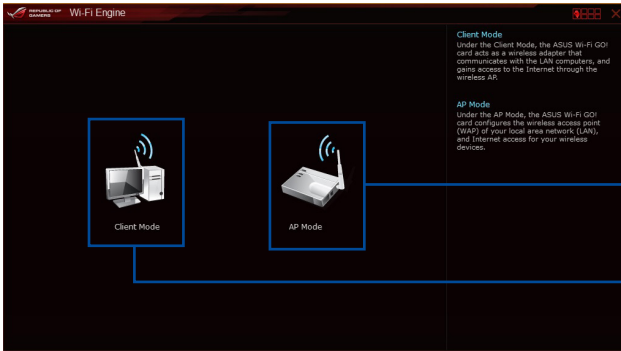 REPUBLIC OF
GAMERS
Wi-Fi Engine
Client Mode
Under the Client Mode, the ASUS Wi-Fi GO!
card acts as a wireless adapter that
communicates with the LAN computers, and
gains access to the Internet through the
wireless AP.
AP Mode
Under the AP Mode, the ASUS Wi-Fi GO!
card configures the wireless access point
(WAP) of your local area network (LAN),
and Internet access for your wireless
devices.
Client Mode
AP Mode